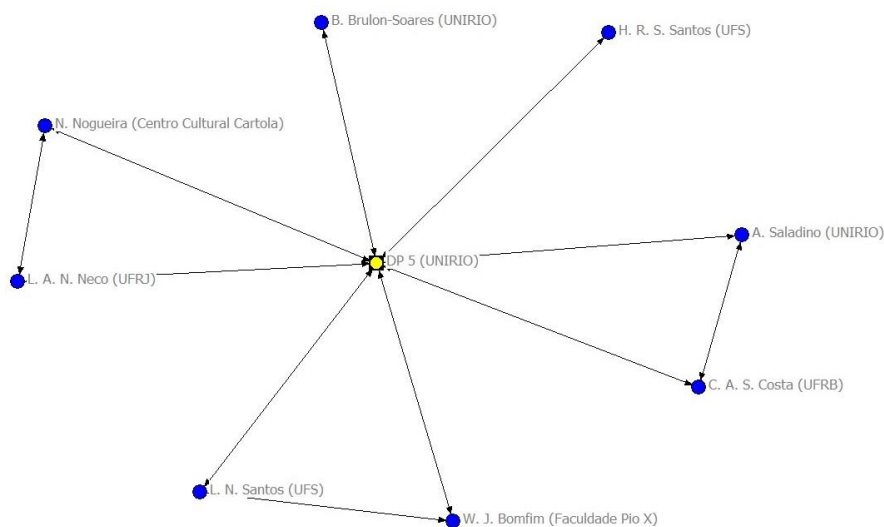 B. Brulon-Soares (UNIRIO)
H. R. S. Santos (UFS)
N. Nogueira (Centro Cultural Cartola)
A. Saladino (UNIRIO)
DP 5 (UNIRIO)
L. A. N. Neco (UFRJ)
C. A. S. Costa (UFRB)
L. N. Santos (UFS)
W. J. Bomfim (Faculdade Pio X)